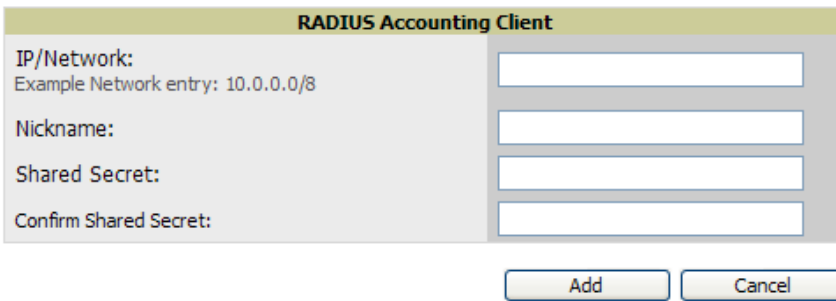 RADIUS Accounting Client
IP/Network:
Example Network entry: 10.0.0.0/8
Nickname:
Shared Secret:
Confirm Shared Secret:
Add Cancel